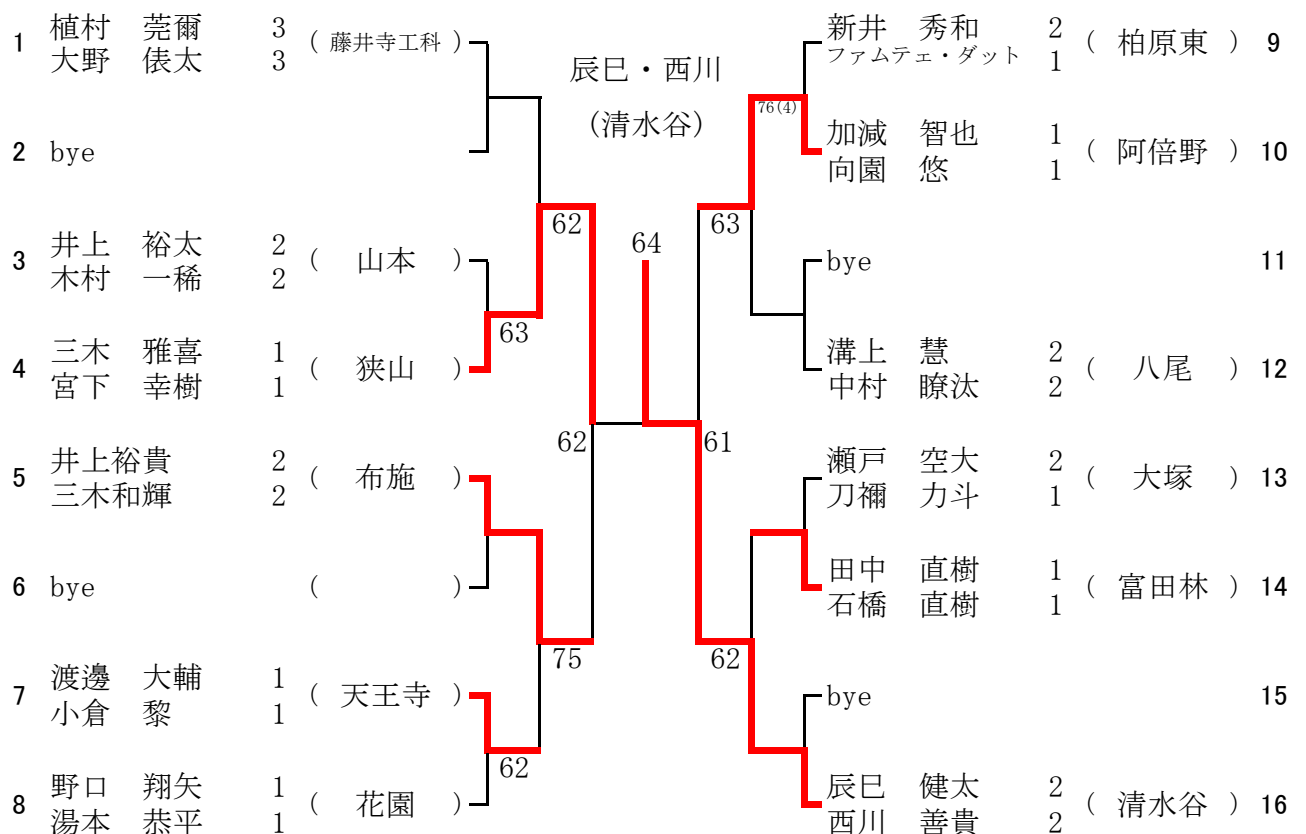 1 植村 莞爾 3 ( 藤井寺工科 )
大野 俵太 3
2 bye
3 井上 裕太 2 ( 山本 )
木村 一稀 2
4 三木 雅喜 1 ( 狭山 )
宮下 幸樹 1
5 井上裕貴 2 ( 布施 )
三木和輝 2
6 bye ( )
7 渡邊 大輔 1 ( 天王寺 )
小倉 黎 1
8 野口 翔矢 1 ( 花園 )
湯本 恭平 1
62
63
62
75
62
辰巳・西川
(清水谷)
64
76(4)
63
61
62
新井 秀和 2 ( 柏原東 ) 9
ファムテェ・ダット 1
加減 智也 1 ( 阿倍野 ) 10
向園 悠 1
bye 11
溝上 慧 2 ( 八尾 ) 12
中村 瞭汰 2
瀬戸 空大 2 ( 大塚 ) 13
刀禰 力斗 1
田中 直樹 1 ( 富田林 ) 14
石橋 直樹 1
bye 15
辰巳 健太 2 ( 清水谷 ) 16
西川 善貴 2